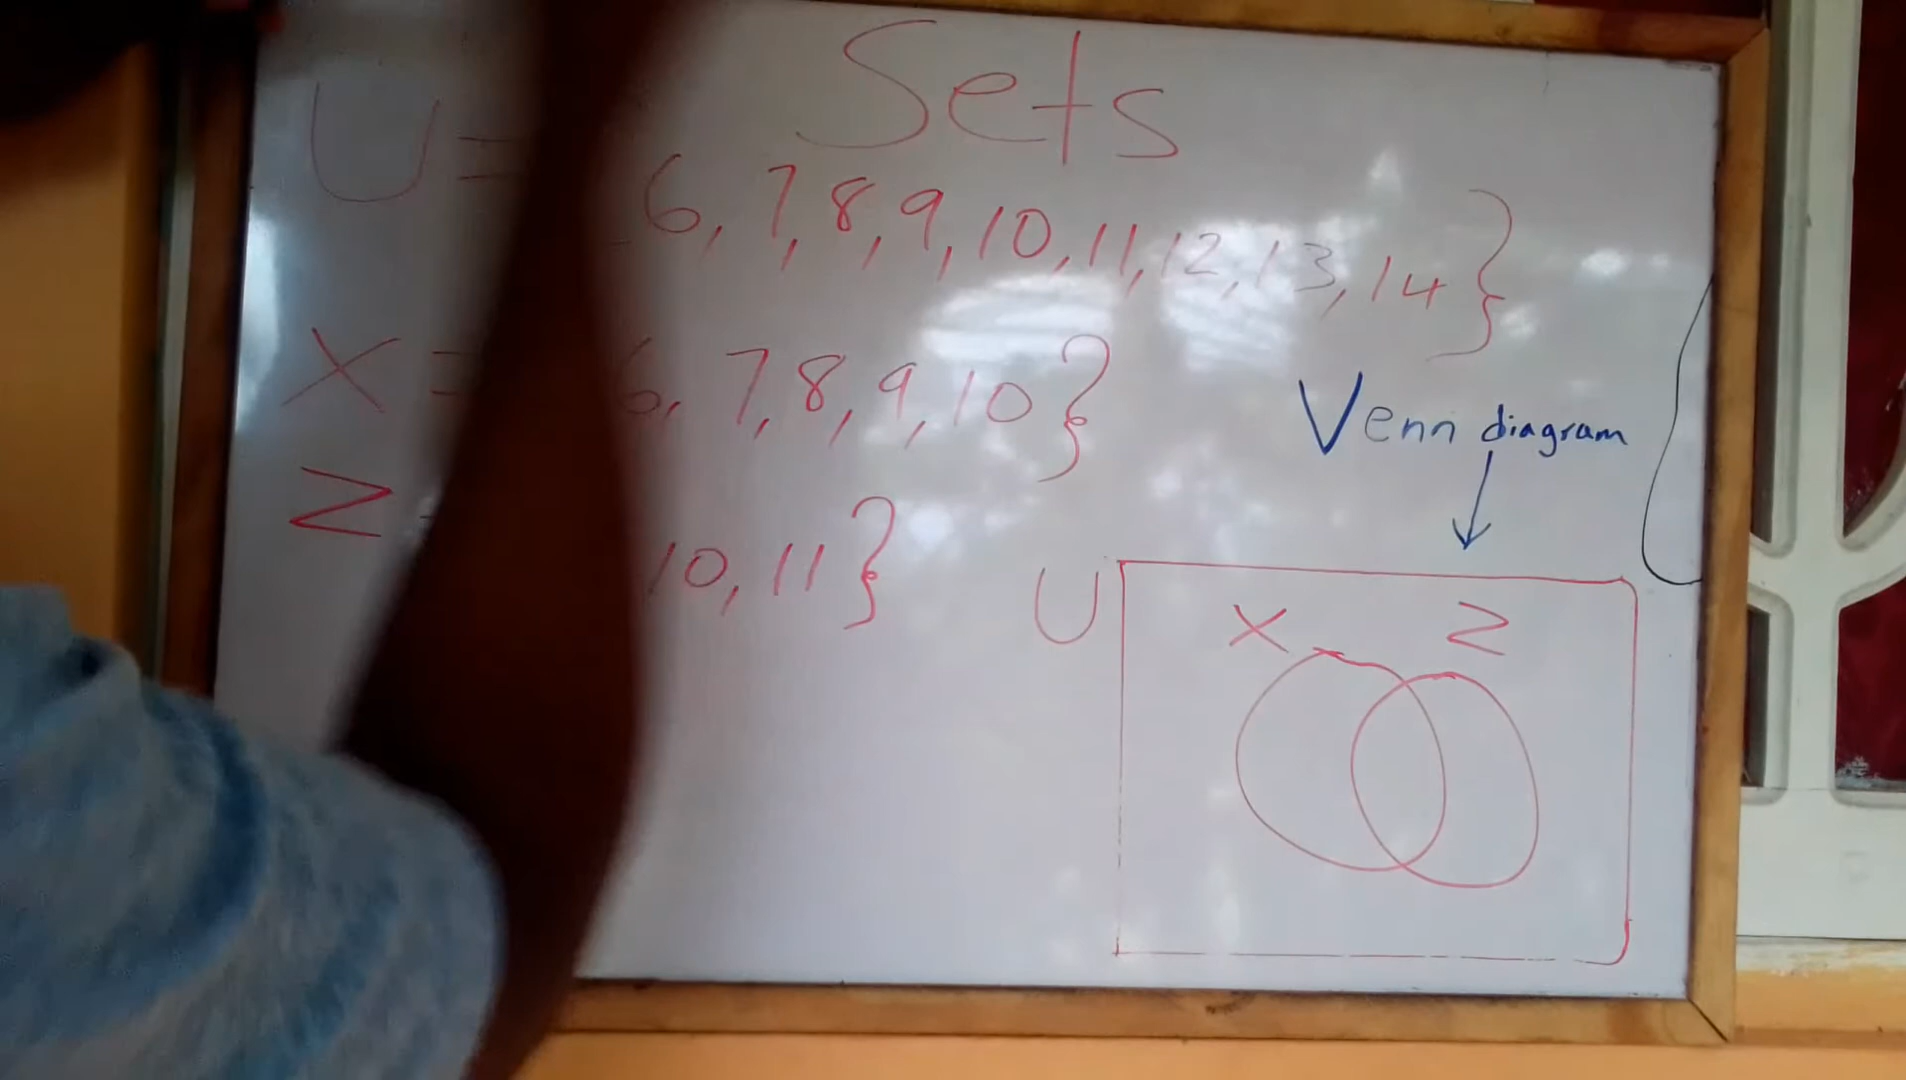 Sets
U =
6, 7, 8, 9, 10, 11, 12, 13, 14}
X =
6, 7, 8, 9, 10}
Venn diagram
Z
10, 11}
U
X Z